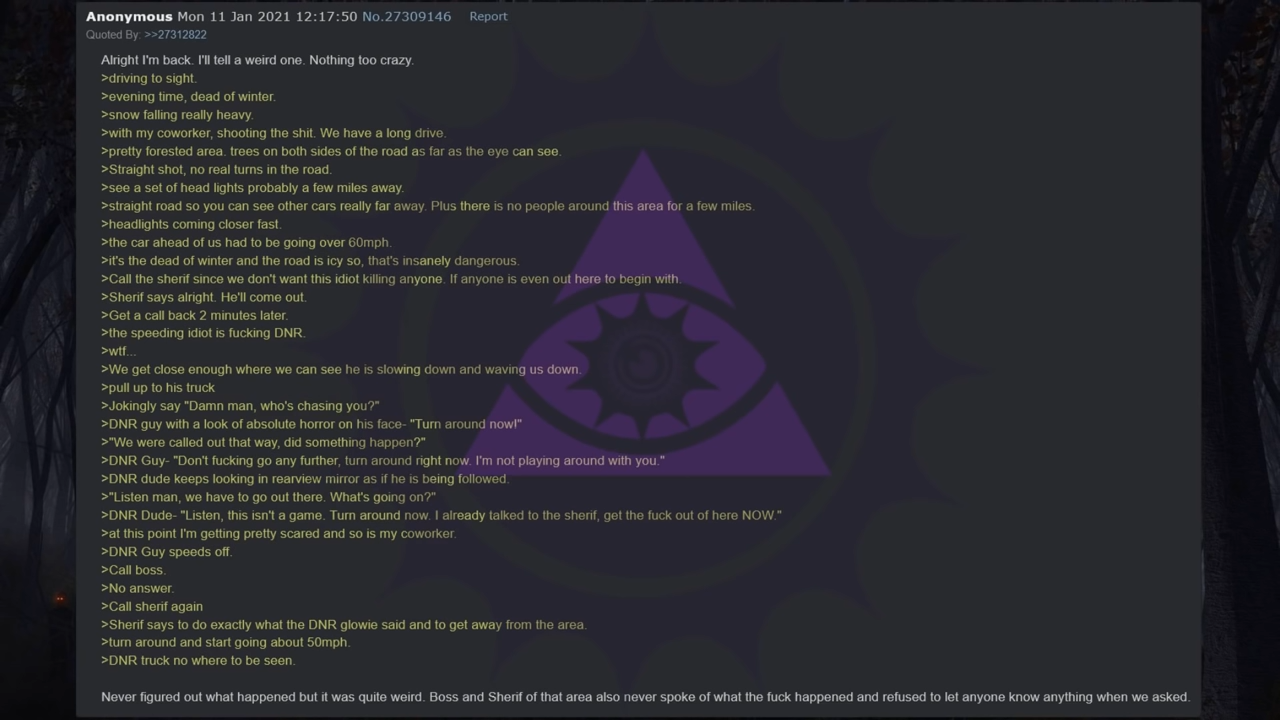 Anonymous Mon 11 Jan 2021 12:17:50 No.27309146 Report
Quoted By: >>27312822
Alright I'm back. I'll tell a weird one. Nothing too crazy.
>driving to sight.
>evening time, dead of winter.
>snow falling really heavy.
>with my coworker, shooting the shit. We have a long drive.
>pretty forested area. trees on both sides of the road as far as the eye can see.
>Straight shot, no real turns in the road.
>see a set of head lights probably a few miles away.
>straight road so you can see other cars really far away. Plus there is no people around this area for a few miles.
>headlights coming closer fast.
>the car ahead of us had to be going over 60mph.
>it's the dead of winter and the road is icy so, that's insanely dangerous.
>Call the sherif since we don't want this idiot killing anyone. If anyone is even out here to begin with.
>Sherif says alright. He'll come out.
>Get a call back 2 minutes later.
>the speeding idiot is fucking DNR.
>wtf...
>We get close enough where we can see he is slowing down and waving us down.
>pull up to his truck
>Jokingly say "Damn man, who's chasing you?"
>DNR guy with a look of absolute horror on his face- "Turn around now!"
>"We were called out that way, did something happen?"
>DNR Guy- "Don't fucking go any further, turn around right now. I'm not playing around with you."
>DNR dude keeps looking in rearview mirror as if he is being followed.
>"Listen man, we have to go out there. What's going on?"
>DNR Dude- "Listen, this isn't a game. Turn around now. I already talked to the sherif, get the fuck out of here NOW."
>at this point I'm getting pretty scared and so is my coworker.
>DNR Guy speeds off.
>Call boss.
>No answer.
>Call sherif again
>Sherif says to do exactly what the DNR glowie said and to get away from the area.
>turn around and start going about 50mph.
>DNR truck no where to be seen.
Never figured out what happened but it was quite weird. Boss and Sherif of that area also never spoke of what the fuck happened and refused to let anyone know anything when we asked.